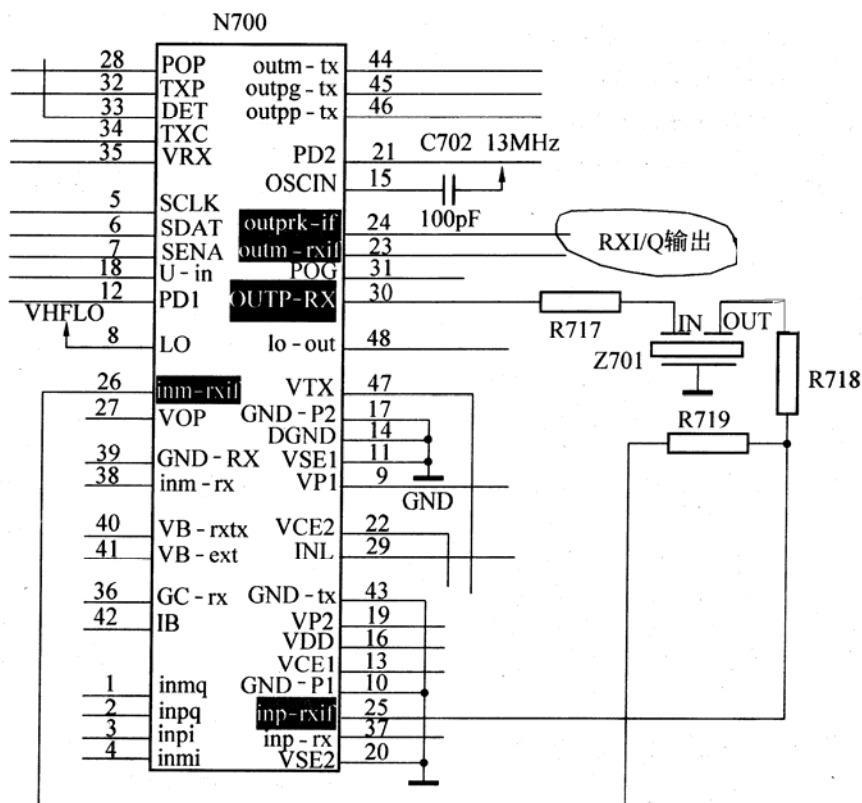 N700
28 POP outm-tx 44
32 TXP outpg-tx 45
33 DET outpp-tx 46
34 TXC
35 VRX PD2 21 C702 13MHz
OSCIN 15
100pF
5 SCLK
6 SDAT outprk-if 24
7 SENA outm-rxif 23 RXI/Q输出
18 U-in POG 31
12 PD1 OUTP-RX 30
R717 IN OUT
VHFLO Z701
8 LO lo-out 48
R718
26 inm-rxif VTX 47
27 VOP GND-P2 17
DGND 14 R719
39 GND-RX VSE1 11
38 inm-rx VP1 9 GND
40 VB-rxtx VCE2 22
41 VB-ext INL 29
36 GC-rx GND-tx 43
42 IB VP2 19
VDD 16
VCE1 13
1 inmq GND-P1 10
2 inpq inp-rxif 25
3 inpi inp-rx 37
4 inmi VSE2 20